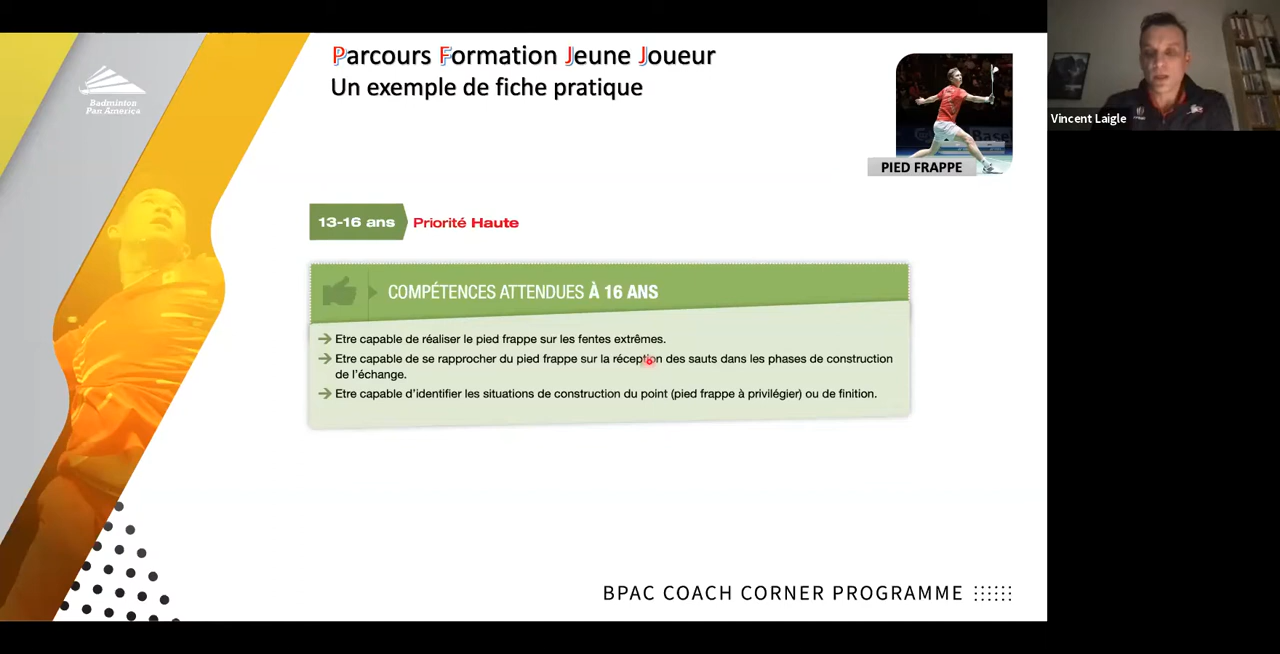 Parcours Formation Jeune Joueur
Un exemple de fiche pratique
Badminton
Pan America
Vincent Laigle
PIED FRAPPE
13-16 ans Priorité Haute
COMPÉTENCES ATTENDUES À 16 ANS
Etre capable de réaliser le pied frappe sur les fentes extrêmes.
Etre capable de se rapprocher du pied frappe sur la réception des sauts dans les phases de construction
de l’échange.
Etre capable d’identifier les situations de construction du point (pied frappe à privilégier) ou de finition.
BPAC COACH CORNER PROGRAMME